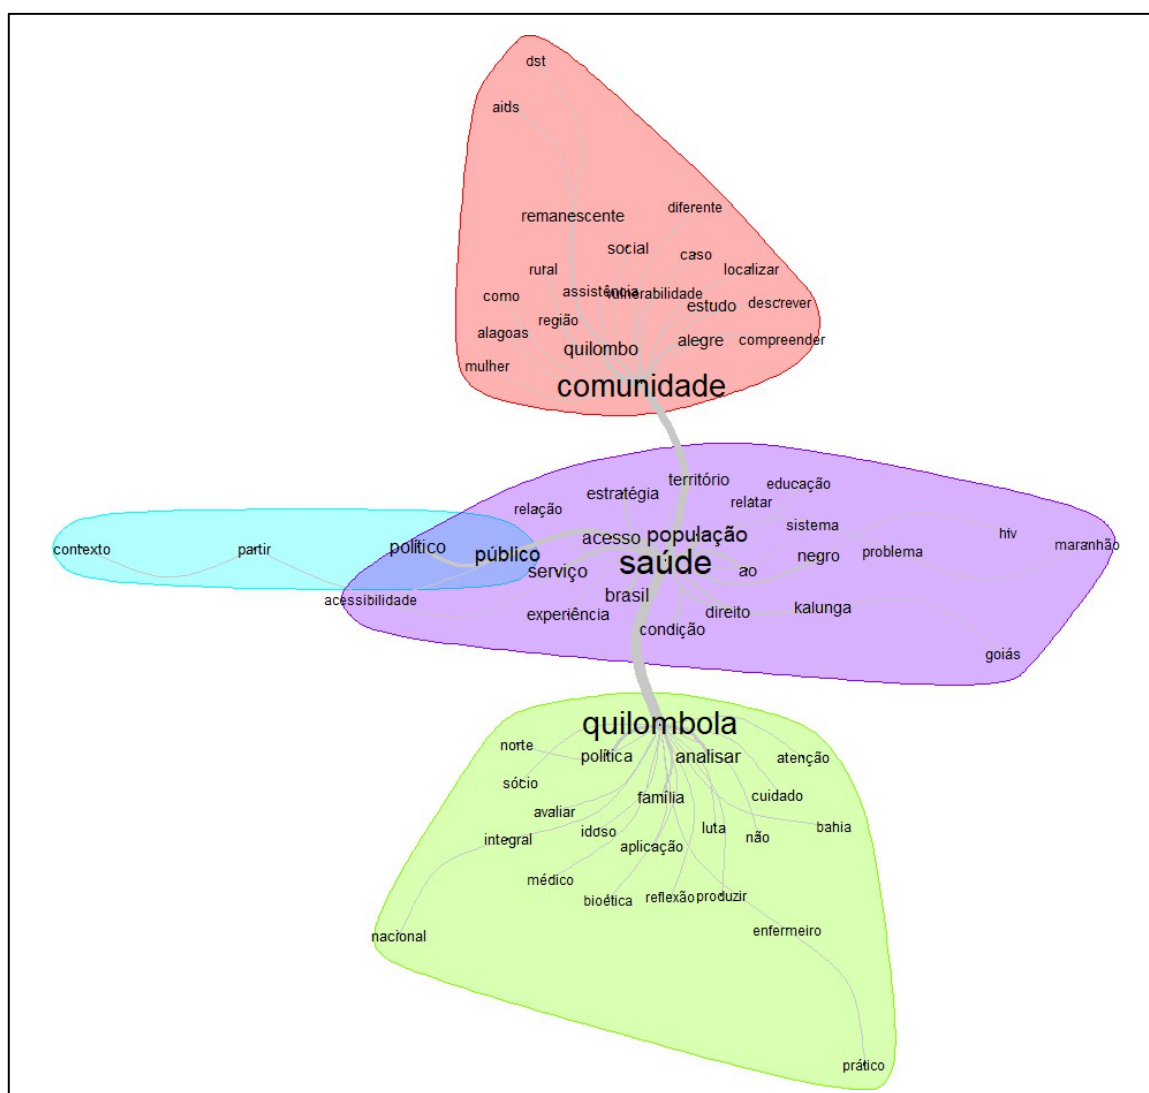 dst
aids
diferente
remanescente
social
caso
rural
localizar
assistência
vulnerabilidade
como
descrever
região
estudo
alagoas
alegre
compreender
quilombo
mulher
comunidade
território
educação
estratégia
relatar
relação
sistema
hiv
acesso
população
maranhão
contexto
partir
político
público
negro
problema
saúde
serviço
ao
brasil
acessibilidade
experiência
direito
kalunga
condição
goiás
quilombola
norte
política
analisar
atenção
sócio
família
cuidado
avaliar
idoso
luta
bahia
integral
aplicação
não
médico
bioética
reflexão
produzir
nacional
enfermeiro
prático